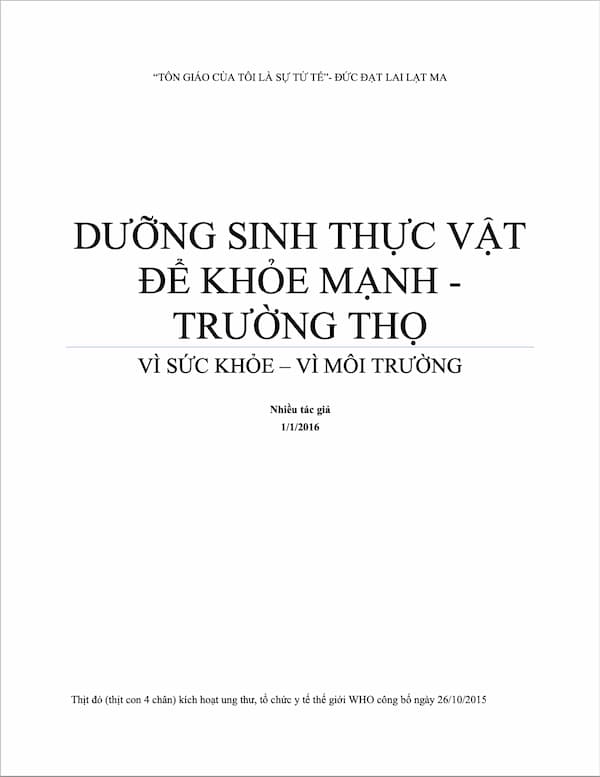 “TÔN GIÁO CỦA TÔI LÀ SỰ TỬ TẾ”- ĐỨC ĐẠT LAI LẠT MA
DƯỠNG SINH THỰC VẬT
ĐỂ KHỎE MẠNH -
TRƯỜNG THỌ
VÌ SỨC KHỎE – VÌ MÔI TRƯỜNG
Nhiều tác giả
1/1/2016
Thịt đỏ (thịt con 4 chân) kích hoạt ung thư, tổ chức y tế thế giới WHO công bố ngày 26/10/2015